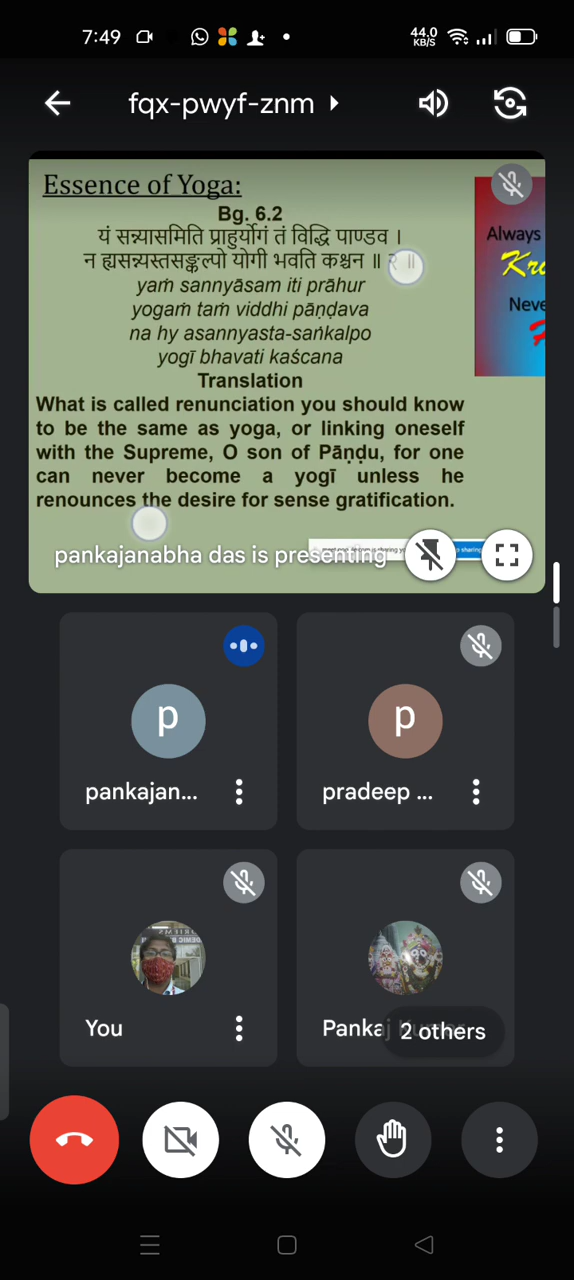 7:49
44.0
KB/S
fqx-pwyf-znm
Essence of Yoga:
Bg. 6.2
यं सन्न्यासमिति प्राहुर्योगं तं विद्धि पाण्डव ।
न ह्यसन्न्यस्तसङ्कल्पो योगी भवति कश्चन ॥ २ ॥
yaṁ sannyāsam iti prāhur
yogaṁ taṁ viddhi pāṇḍava
na hy asannyasta-saṅkalpo
yogī bhavati kaścana
Translation
What is called renunciation you should know
to be the same as yoga, or linking oneself
with the Supreme, O son of Pāṇḍu, for one
can never become a yogī unless he
renounces the desire for sense gratification.
Always
Kr
Neve
pankajanabha das is presenting
p
p
pankajan...
pradeep ...
You
Pankaj
2 others